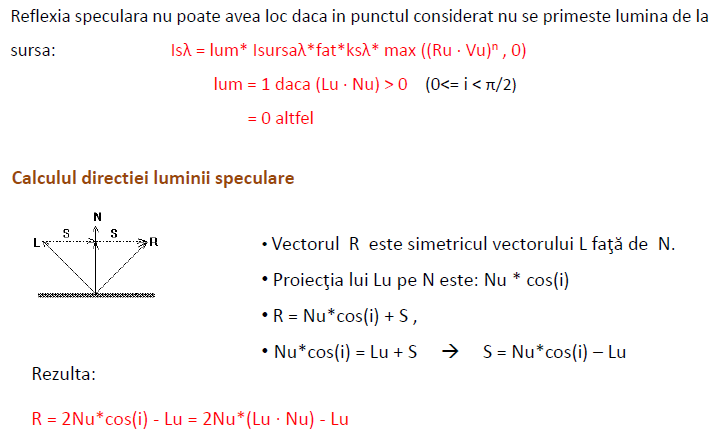 Reflexia speculara nu poate avea loc daca in punctul considerat nu se primeste lumina de la
sursa: Isλ = lum* Isursaλ*fat*ksλ* max ((Ru · Vu)ⁿ , 0)
lum = 1 daca (Lu · Nu) > 0 (0<= i < π/2)
= 0 altfel
Calculul directiei luminii speculare
N
S S
L R
• Vectorul R este simetricul vectorului L faţă de N.
• Proiecţia lui Lu pe N este: Nu * cos(i)
• R = Nu*cos(i) + S ,
• Nu*cos(i) = Lu + S → S = Nu*cos(i) – Lu
Rezulta:
R = 2Nu*cos(i) - Lu = 2Nu*(Lu · Nu) - Lu